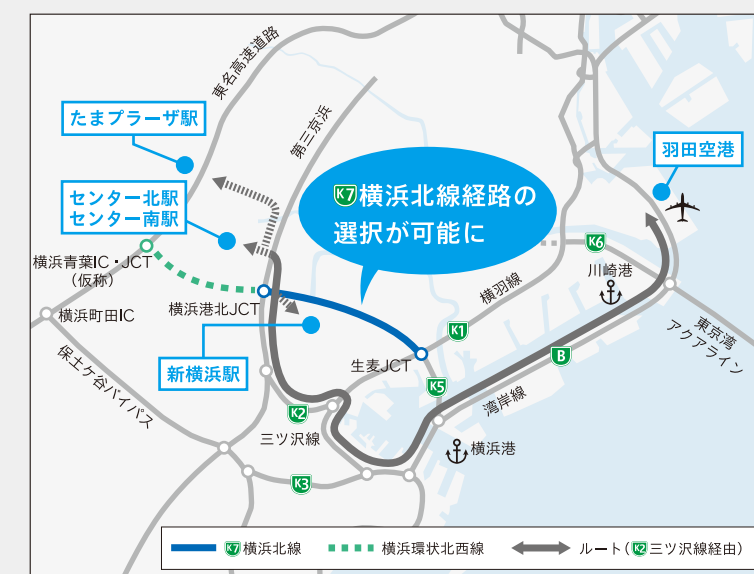 東名高速道路
たまプラーザ駅
第三京浜
羽田空港
センター北駅
センター南駅
K7横浜北線経路の
選択が可能に
横浜青葉IC・JCT
(仮称)
K6
川崎港
横羽線
横浜港北JCT
横浜町田IC
K1
東京湾
アクアライン
生麦JCT
新横浜駅
B
保土ケ谷バイパス
K5
湾岸線
K2
三ツ沢線
横浜港
K3
K7横浜北線
横浜環状北西線
ルート(K2三ツ沢線経由)